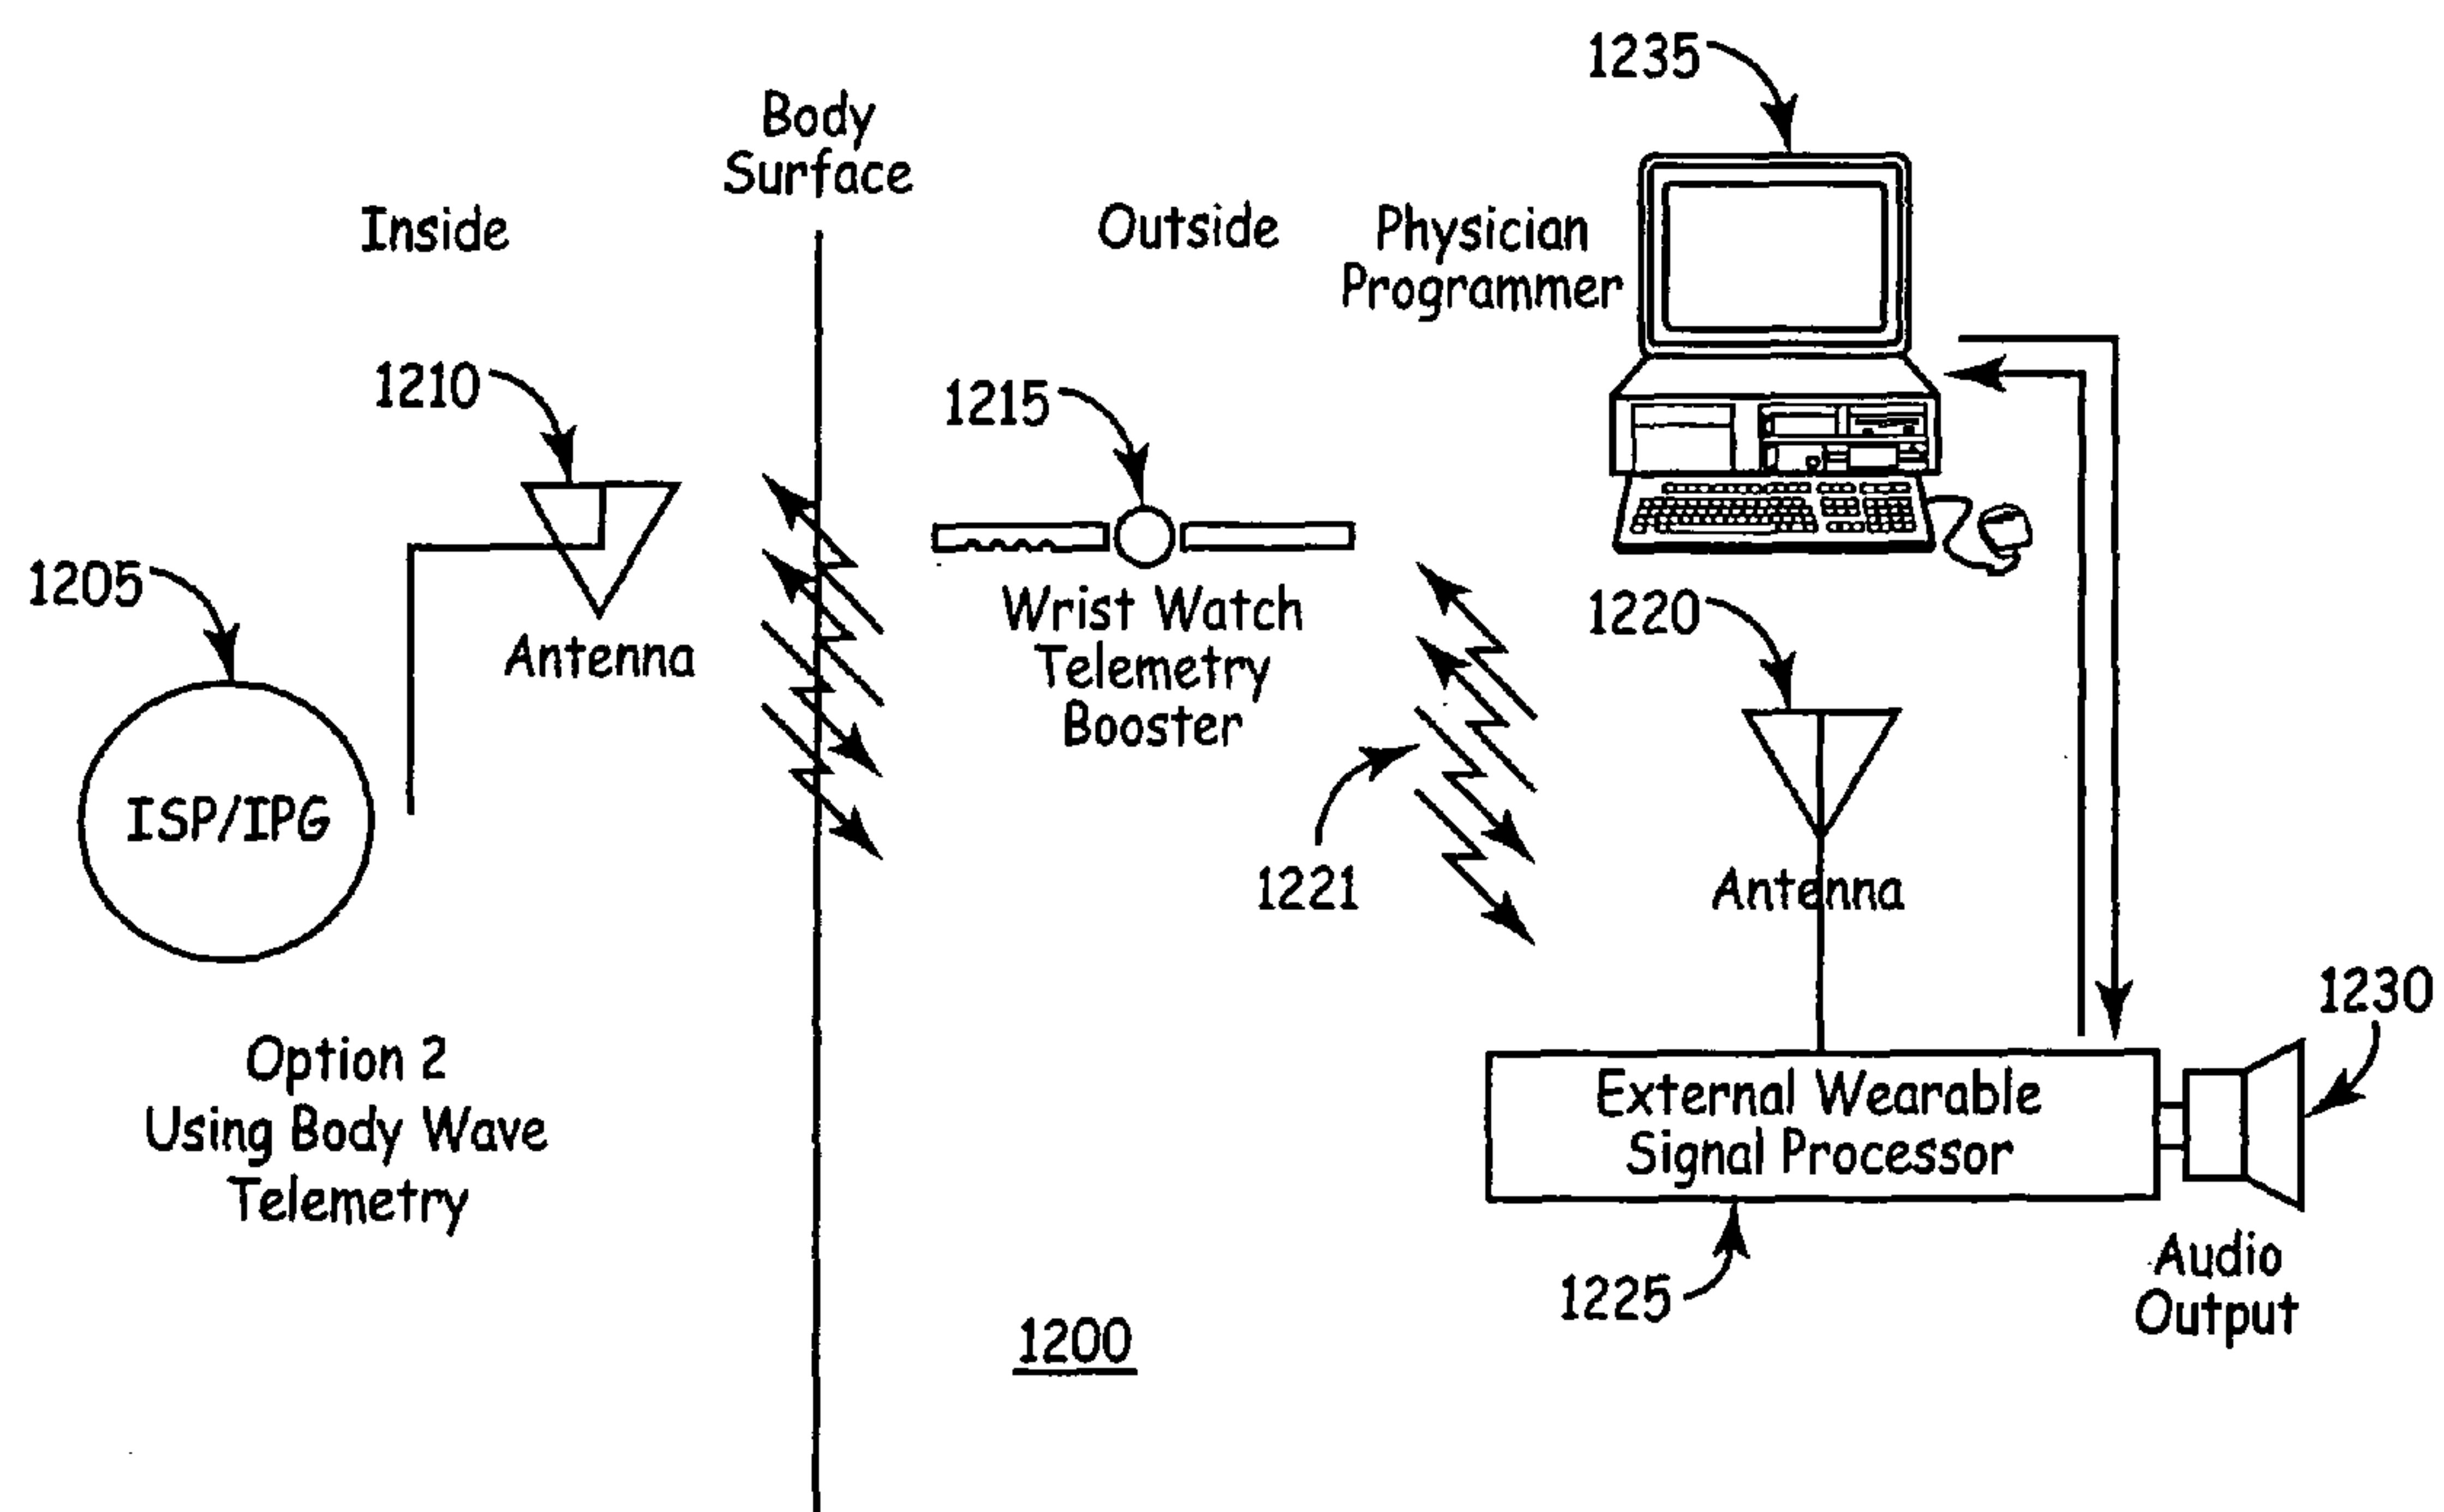 1235
Body
Surface
Inside
Outside
Physician
Programmer
1210
1215
1205
Antenna
Wrist Watch
Telemetry
Booster
1220
ISP/IPG
1221
Antenna
1230
Option 2
Using Body Wave
Telemetry
External Wearable
Signal Processor
1225
Audio
Output
1200